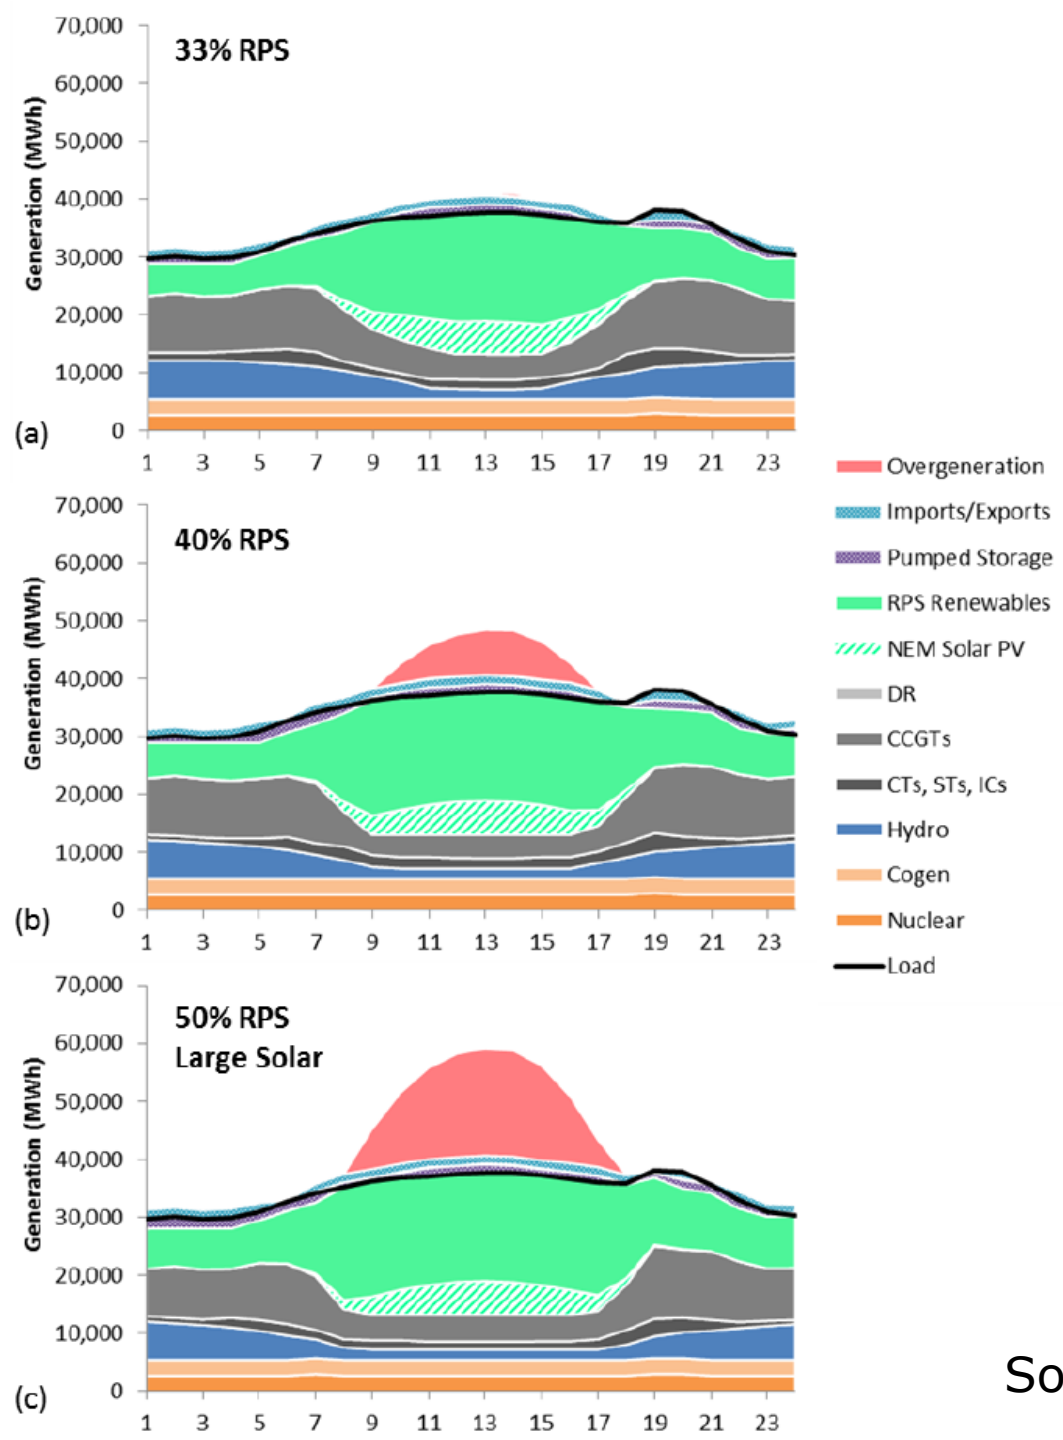 70,000
60,000
50,000
40,000
30,000
20,000
10,000
0
Generation (MWh)
33% RPS
(a)
1 3 5 7 9 11 13 15 17 19 21 23
70,000
60,000
50,000
40,000
30,000
20,000
10,000
0
Generation (MWh)
40% RPS
(b)
1 3 5 7 9 11 13 15 17 19 21 23
70,000
60,000
50,000
40,000
30,000
20,000
10,000
0
Generation (MWh)
50% RPS
Large Solar
(c)
1 3 5 7 9 11 13 15 17 19 21 23
Overgeneration
Imports/Exports
Pumped Storage
RPS Renewables
NEM Solar PV
DR
CCGTs
CTs, STs, ICs
Hydro
Cogen
Nuclear
Load
So